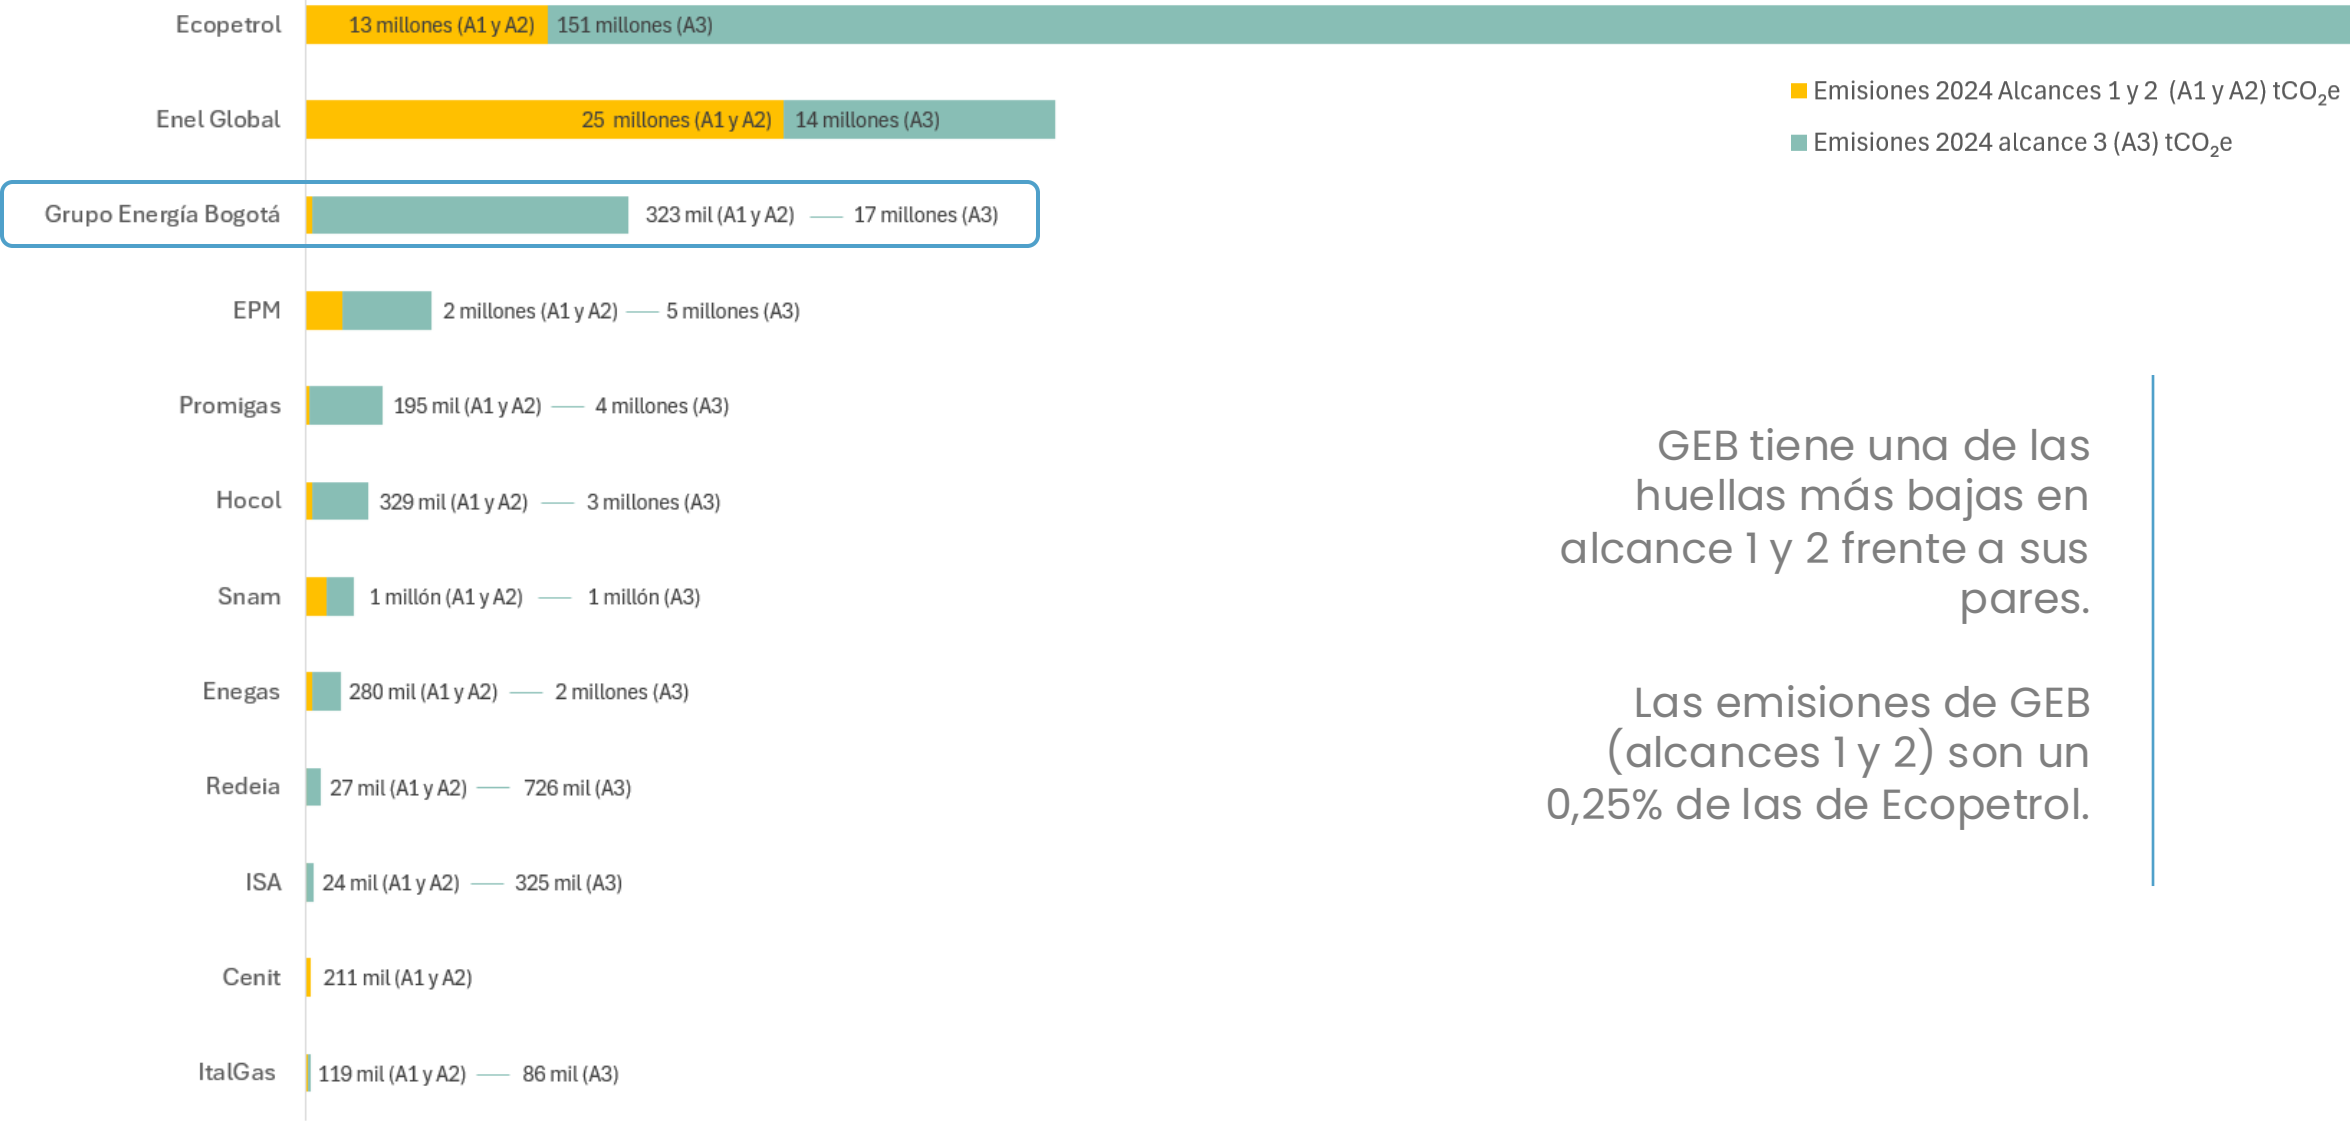 Ecopetrol 13 millones (A1 y A2) 151 millones (A3)
Emisiones 2024 Alcances 1 y 2 (A1 y A2) tCO₂e
Enel Global 25 millones (A1 y A2) 14 millones (A3)
Emisiones 2024 alcance 3 (A3) tCO₂e
Grupo Energía Bogotá 323 mil (A1 y A2) 17 millones (A3)
EPM 2 millones (A1 y A2) 5 millones (A3)
Promigas 195 mil (A1 y A2) 4 millones (A3)
Hocol 329 mil (A1 y A2) 3 millones (A3)
Snam 1 millón (A1 y A2) 1 millón (A3)
Enegas 280 mil (A1 y A2) 2 millones (A3)
Redeia 27 mil (A1 y A2) 726 mil (A3)
ISA 24 mil (A1 y A2) 325 mil (A3)
Cenit 211 mil (A1 y A2)
ItalGas 119 mil (A1 y A2) 86 mil (A3)
GEB tiene una de las
huellas más bajas en
alcance 1 y 2 frente a sus
pares.
Las emisiones de GEB
(alcances 1 y 2) son un
0,25% de las de Ecopetrol.